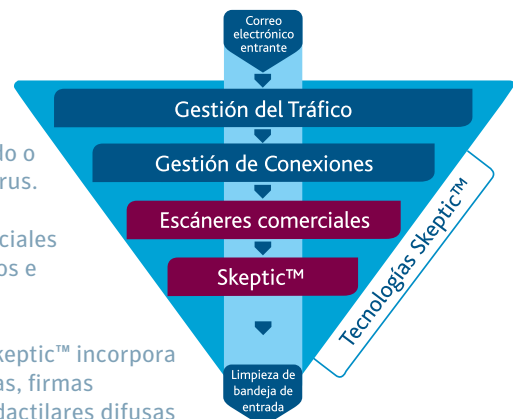 Correo
electrónico
entrante
Gestión del Tráfico
Gestión de Conexiones
Escáneres comerciales
Skeptic™
Limpieza de
bandeja de
entrada
Tecnologías Skeptic™
o
rus.
ciales
os e
keptic™ incorpora
as, firmas
dactilares difusas